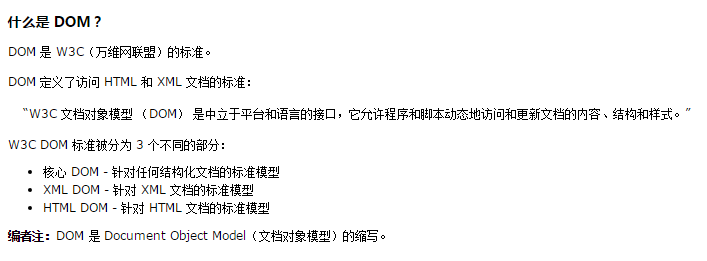 什么是 DOM？
DOM 是 W3C（万维网联盟）的标准。
DOM 定义了访问 HTML 和 XML 文档的标准：
“W3C 文档对象模型 （DOM） 是中立于平台和语言的接口，它允许程序和脚本动态地访问和更新文档的内容、结构和样式。”
W3C DOM 标准被分为 3 个不同的部分：
• 核心 DOM - 针对任何结构化文档的标准模型
• XML DOM - 针对 XML 文档的标准模型
• HTML DOM - 针对 HTML 文档的标准模型
编者注：DOM 是 Document Object Model（文档对象模型）的缩写。